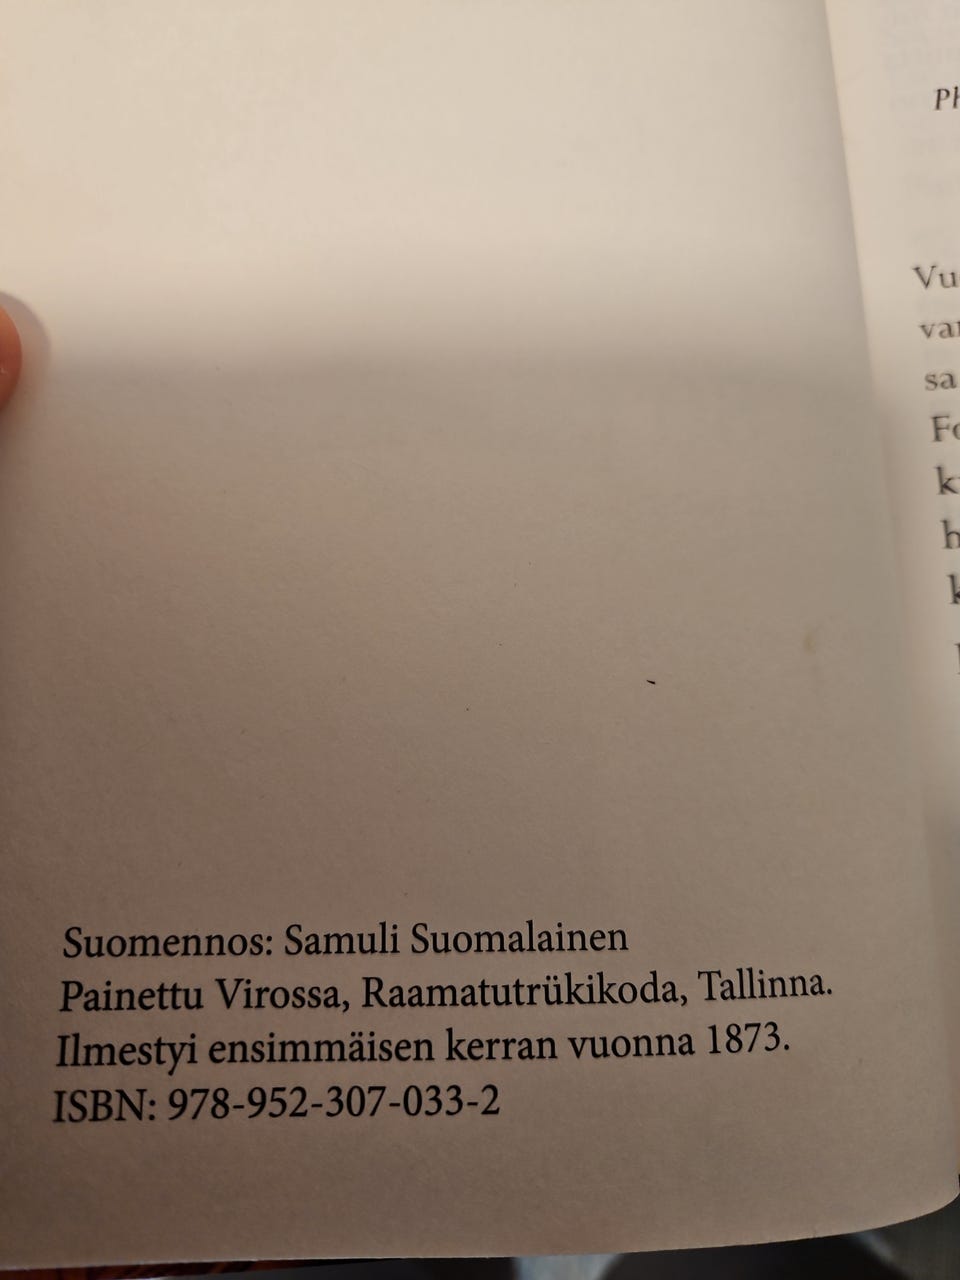 Suomennos: Samuli Suomalainen
Painettu Virossa, Raamatutrükikoda, Tallinna.
Ilmestyi ensimmäisen kerran vuonna 1873.
ISBN: 978-952-307-033-2